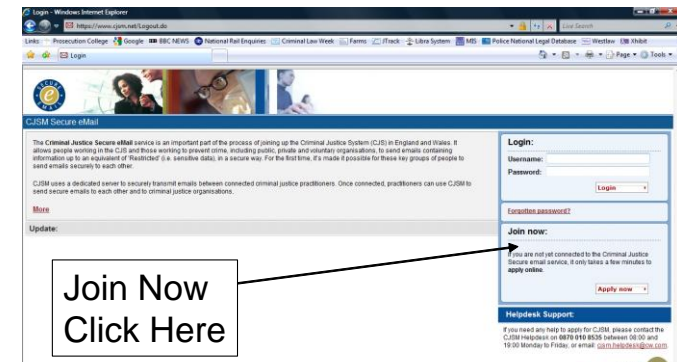 Login - Windows Internet Explorer
https://www.cjsm.net/Logout.do
Live Search
Links Prosecution College Google BBC NEWS National Rail Enquiries Criminal Law Week Farms iTrack Libra System MIS Police National Legal Database Westlaw Xhibit
Login
Page Tools
SECURE EMAIL
CJSM Secure eMail
The Criminal Justice Secure eMail service is an important part of the process of joining up the Criminal Justice System (CJS) in England and Wales. It
allows people working in the CJS and those working to prevent crime, including public, private and voluntary organisations, to send emails containing
information up to an equivalent of 'Restricted' (i.e. sensitive data), in a secure way. For the first time, it's made it possible for these key groups of people to
send emails securely to each other.
CJSM uses a dedicated server to securely transmit emails between connected criminal justice practitioners. Once connected, practitioners can use CJSM to
send secure emails to each other and to criminal justice organisations.
More
Update:
Login:
Username:
Password:
Login
Forgotten password?
Join now:
If you are not yet connected to the Criminal Justice
Secure email service, it only takes a few minutes to
apply online.
Apply now
Helpdesk Support:
If you need any help to apply for CJSM, please contact the
CJSM Helpdesk on 0870 010 8535 between 08:00 and
19:00 Monday to Friday, or email: cjsm.helpdesk@cw.com
Join Now
Click Here